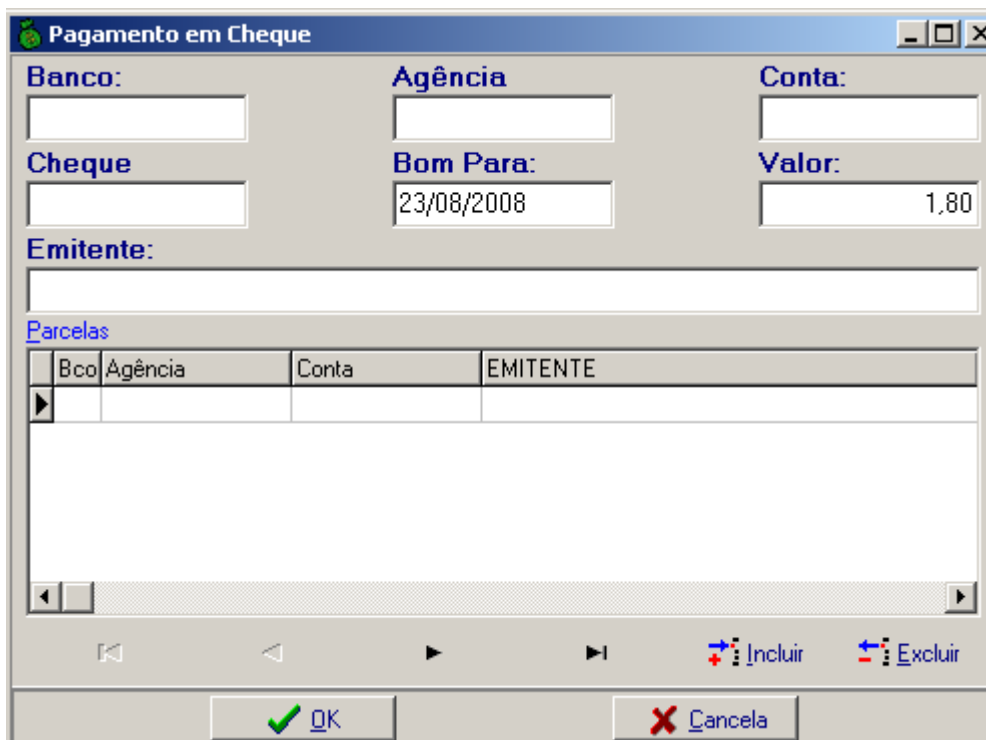 Pagamento em Cheque
Banco: Agência Conta:
Cheque Bom Para: Valor:
23/08/2008 1,80
Emitente:
Parcelas
Bco Agência Conta EMITENTE
Incluir Excluir
OK Cancela